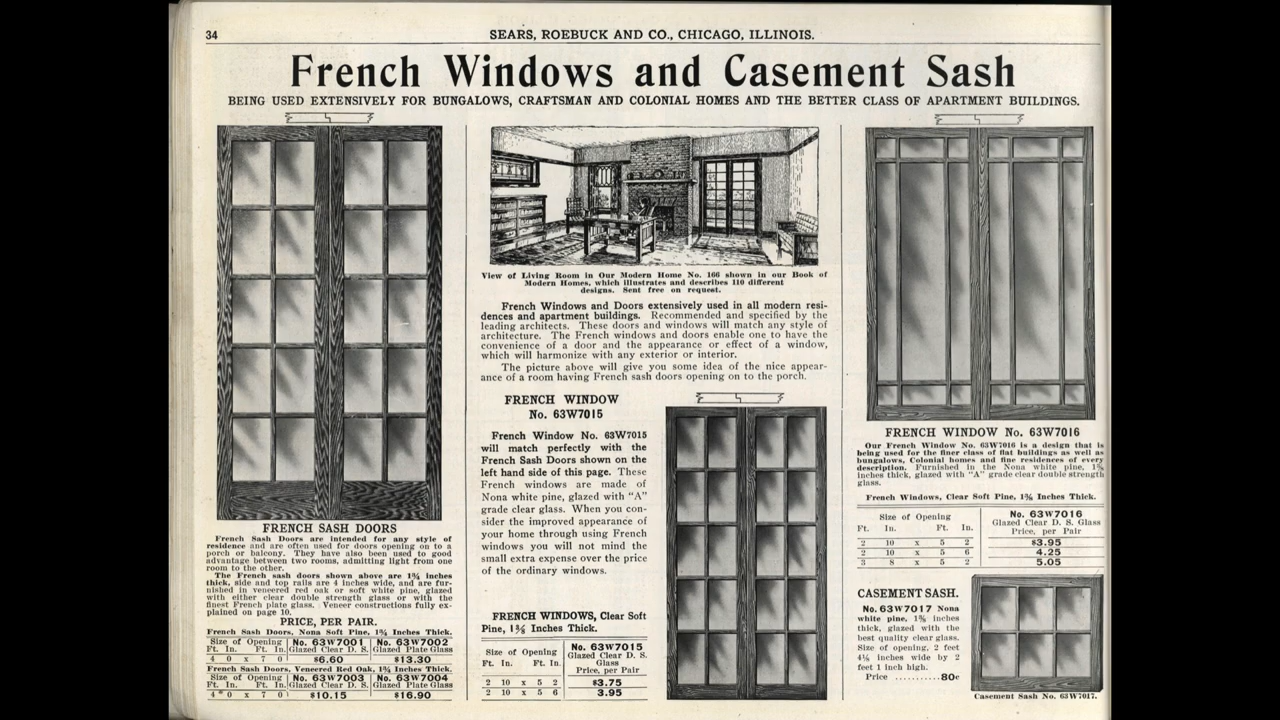 34
SEARS, ROEBUCK AND CO., CHICAGO, ILLINOIS.
French Windows and Casement Sash
BEING USED EXTENSIVELY FOR BUNGALOWS, CRAFTSMAN AND COLONIAL HOMES AND THE BETTER CLASS OF APARTMENT BUILDINGS.
FRENCH SASH DOORS
French Sash Doors are intended for any style of
residence and are often used for doors opening on to a
porch or balcony. They have also been used to good
advantage between two rooms, admitting light from one
room to the other.
The French sash doors shown above are 1¾ inches
thick, side and top rails are 4 inches wide, and are fur-
nished in veneered red oak or soft white pine, glazed
with either clear double strength glass or with the
finest French plate glass. Veneer constructions fully ex-
plained on page 10.
PRICE, PER PAIR.
French Sash Doors, Nona Soft Pine, 1¾ Inches Thick.
Size of Opening No. 63W7001 No. 63W7002
Ft. In. Ft. In. Glazed Clear D. S. Glazed Plate Glass
4 0 x 7 0 $6.60 $13.30
French Sash Doors, Veneered Red Oak, 1¾ Inches Thick.
Size of Opening No. 63W7003 No. 63W7004
Ft. In. Ft. In. Glazed Clear D. S. Glazed Plate Glass
4 0 x 7 0 $10.15 $16.90
View of Living Room in Our Modern Home No. 166 shown in our Book of
Modern Homes, which illustrates and describes 110 different
designs. Sent free on request.
French Windows and Doors extensively used in all modern resi-
dences and apartment buildings. Recommended and specified by the
leading architects. These doors and windows will match any style of
architecture. The French windows and doors enable one to have the
convenience of a door and the appearance or effect of a window,
which will harmonize with any exterior or interior.
The picture above will give you some idea of the nice appear-
ance of a room having French sash doors opening on to the porch.
FRENCH WINDOW
No. 63W7015
French Window No. 63W7015
will match perfectly with the
French Sash Doors shown on the
left hand side of this page. These
French windows are made of
Nona white pine, glazed with "A"
grade clear glass. When you con-
sider the improved appearance of
your home through using French
windows you will not mind the
small extra expense over the price
of the ordinary windows.
FRENCH WINDOWS, Clear Soft
Pine, 1⅜ Inches Thick.
Size of Opening No. 63W7015
Ft. In. Ft. In. Glazed Clear D. S.
Glass
Price, per Pair
2 10 x 5 2 $3.75
2 10 x 5 6 3.95
FRENCH WINDOW No. 63W7016
Our French Window No. 63W7016 is a design that is
being used for the finer class of flat buildings as well as
bungalows, Colonial homes and fine residences of every
description. Furnished in the Nona white pine, 1⅜
inches thick, glazed with "A" grade clear double strength
glass.
French Windows, Clear Soft Pine, 1⅜ Inches Thick.
Size of Opening No. 63W7016
Ft. In. Ft. In. Glazed Clear D. S. Glass
Price, per Pair
2 10 x 5 2 $3.95
2 10 x 5 6 4.25
3 8 x 5 2 5.05
CASEMENT SASH.
No. 63W7017 Nona
white pine, 1⅜ inches
thick, glazed with the
best quality clear glass.
Size of opening, 2 feet
4⅛ inches wide by 2
feet 1 inch high.
Price ...........80c
Casement Sash No. 63W7017.